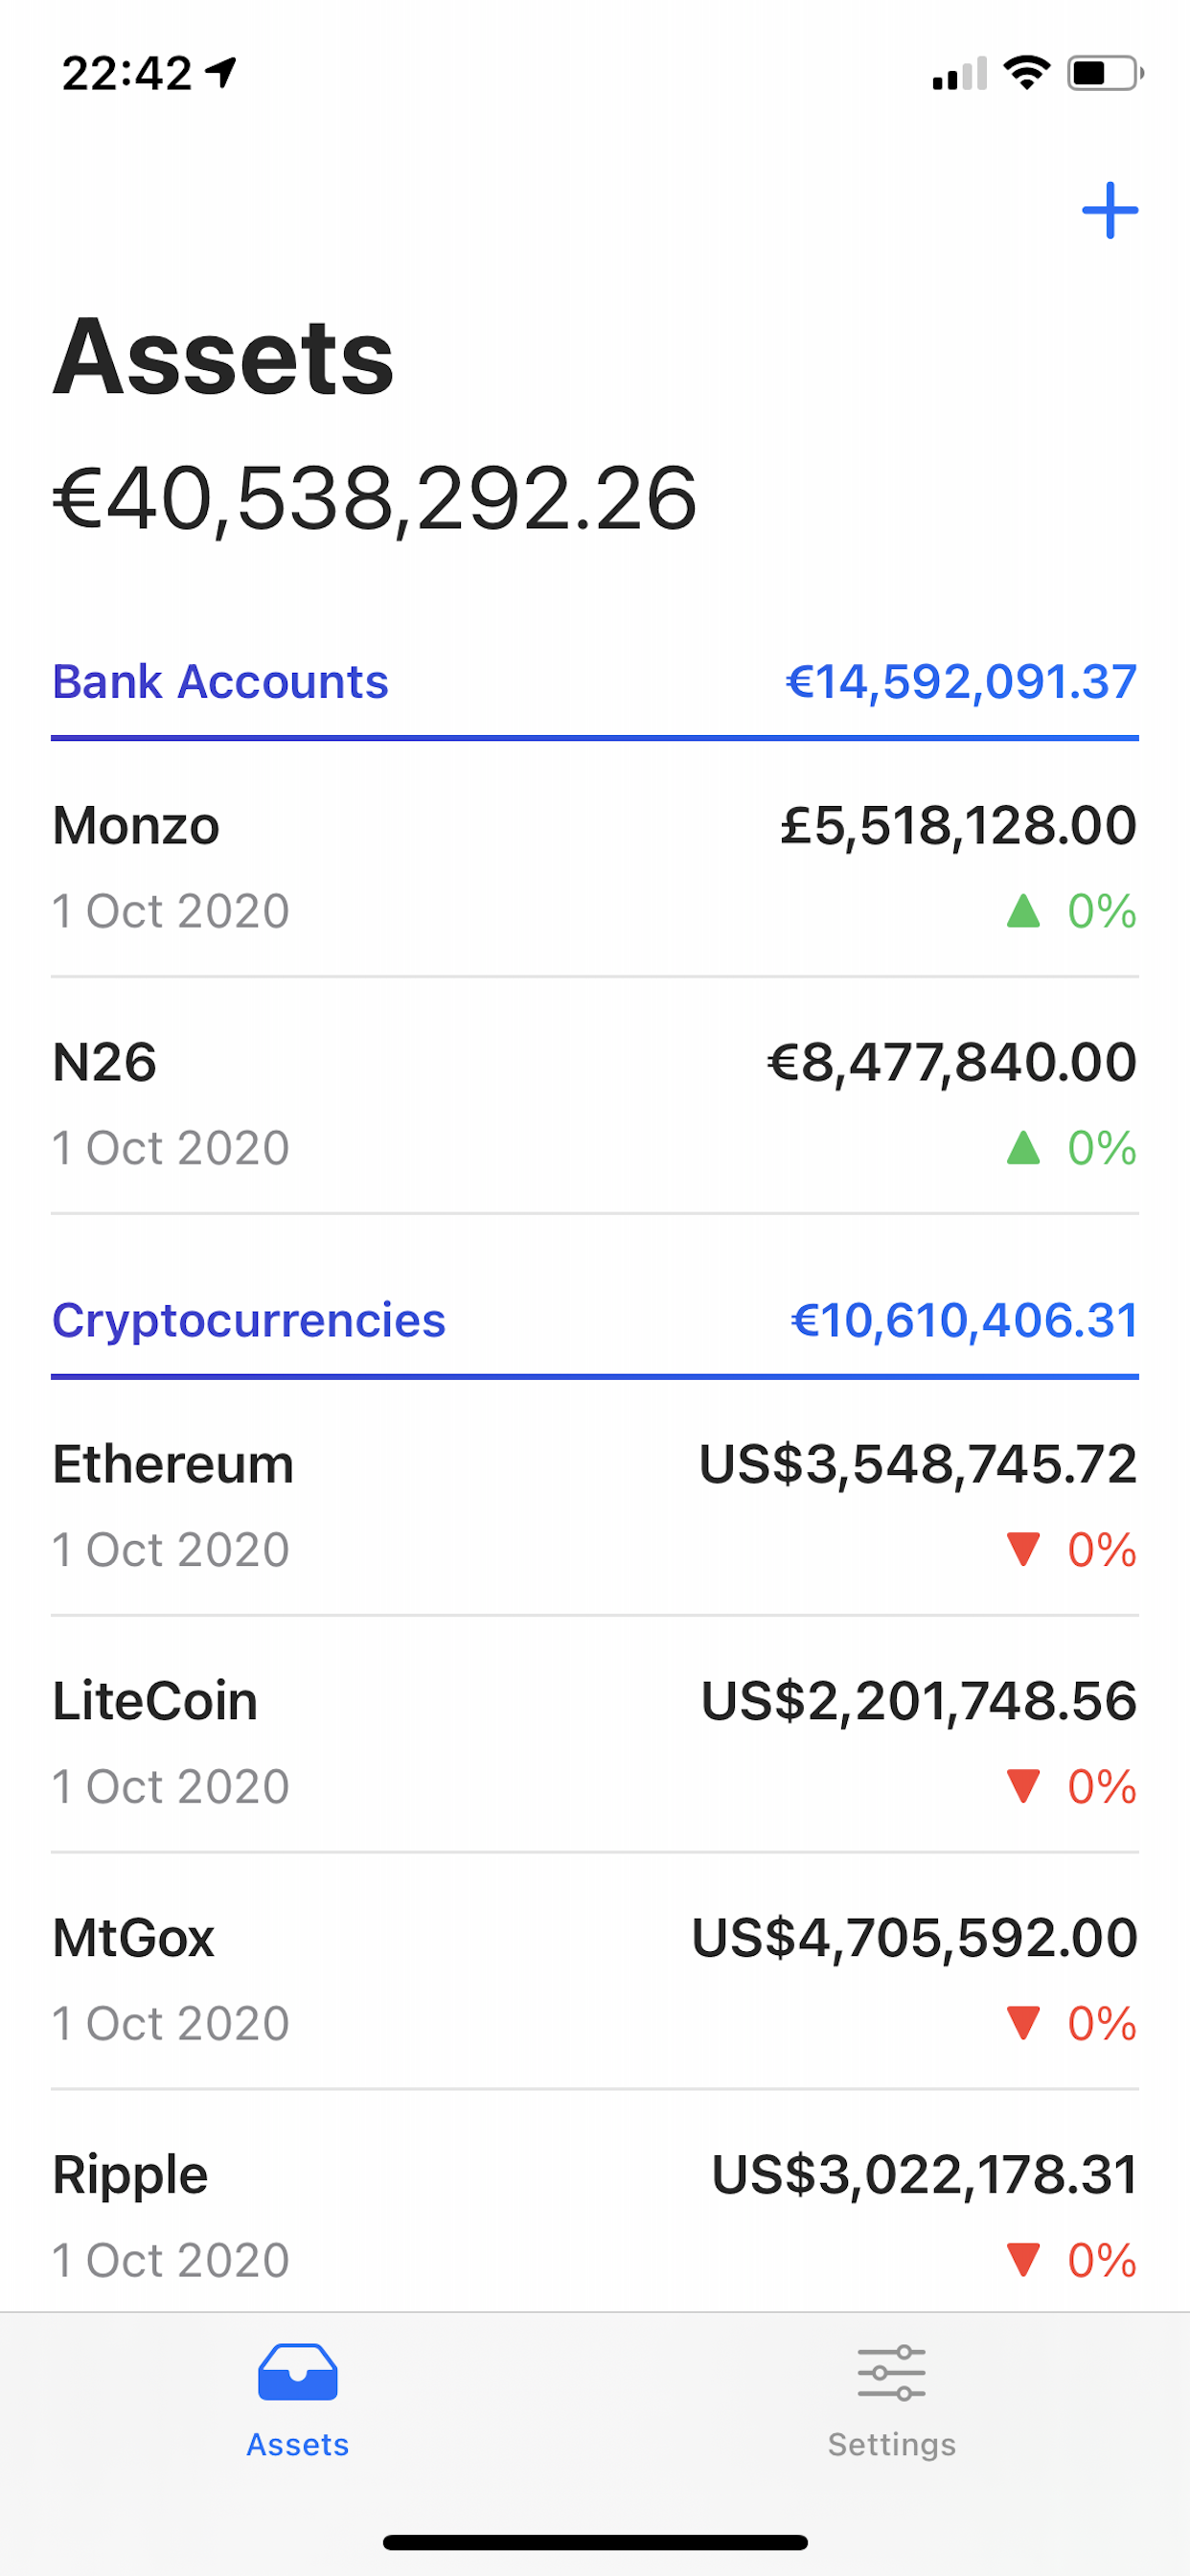 22:42
Assets
€40,538,292.26
Bank Accounts €14,592,091.37
Monzo £5,518,128.00
1 Oct 2020 ▲ 0%
N26 €8,477,840.00
1 Oct 2020 ▲ 0%
Cryptocurrencies €10,610,406.31
Ethereum US$3,548,745.72
1 Oct 2020 ▼ 0%
LiteCoin US$2,201,748.56
1 Oct 2020 ▼ 0%
MtGox US$4,705,592.00
1 Oct 2020 ▼ 0%
Ripple US$3,022,178.31
1 Oct 2020 ▼ 0%
Assets Settings